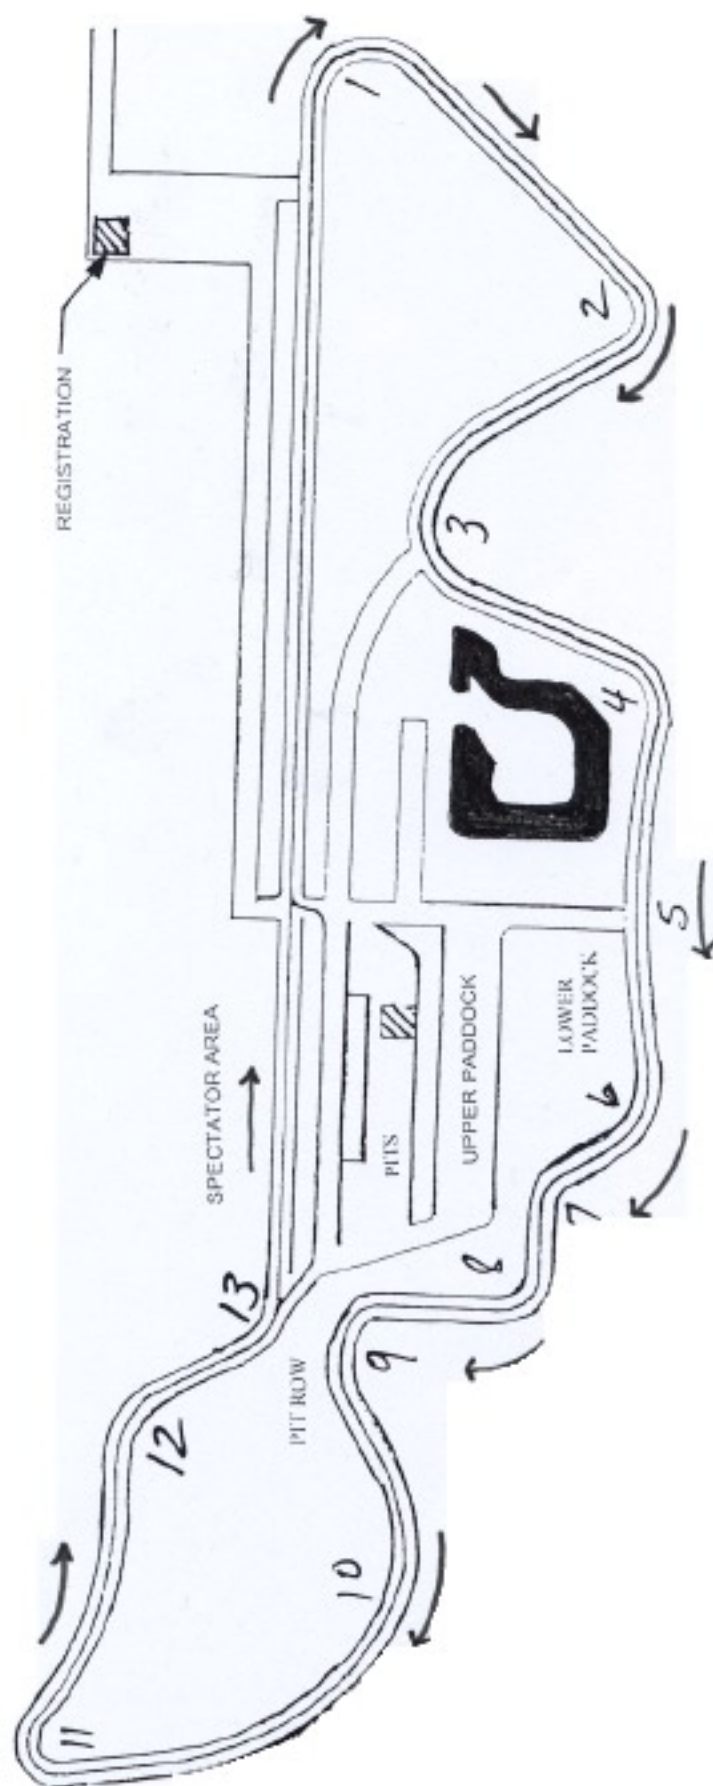 1
2
REGISTRATION
3
4
5
SPECTATOR AREA
LOWER
PADDOCK
UPPER PADDOCK
PITS
6
7
8
13
9
PIT ROW
12
10
11